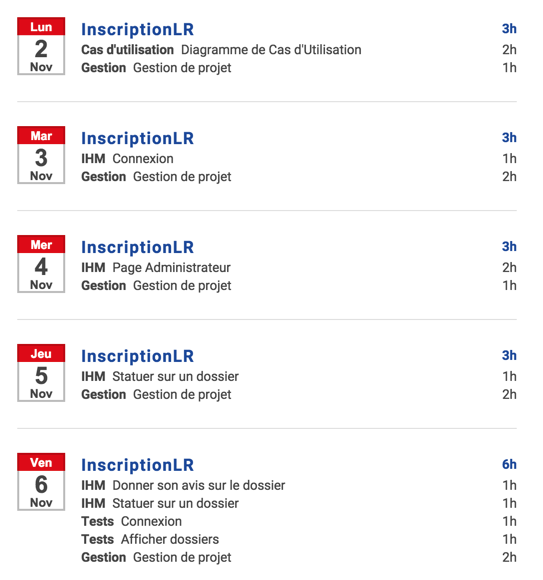 Lun
2
Nov
InscriptionLR 3h
Cas d'utilisation Diagramme de Cas d'Utilisation 2h
Gestion Gestion de projet 1h
Mar
3
Nov
InscriptionLR 3h
IHM Connexion 1h
Gestion Gestion de projet 2h
Mer
4
Nov
InscriptionLR 3h
IHM Page Administrateur 2h
Gestion Gestion de projet 1h
Jeu
5
Nov
InscriptionLR 3h
IHM Statuer sur un dossier 1h
Gestion Gestion de projet 2h
Ven
6
Nov
InscriptionLR 6h
IHM Donner son avis sur le dossier 1h
IHM Statuer sur un dossier 1h
Tests Connexion 1h
Tests Afficher dossiers 1h
Gestion Gestion de projet 2h